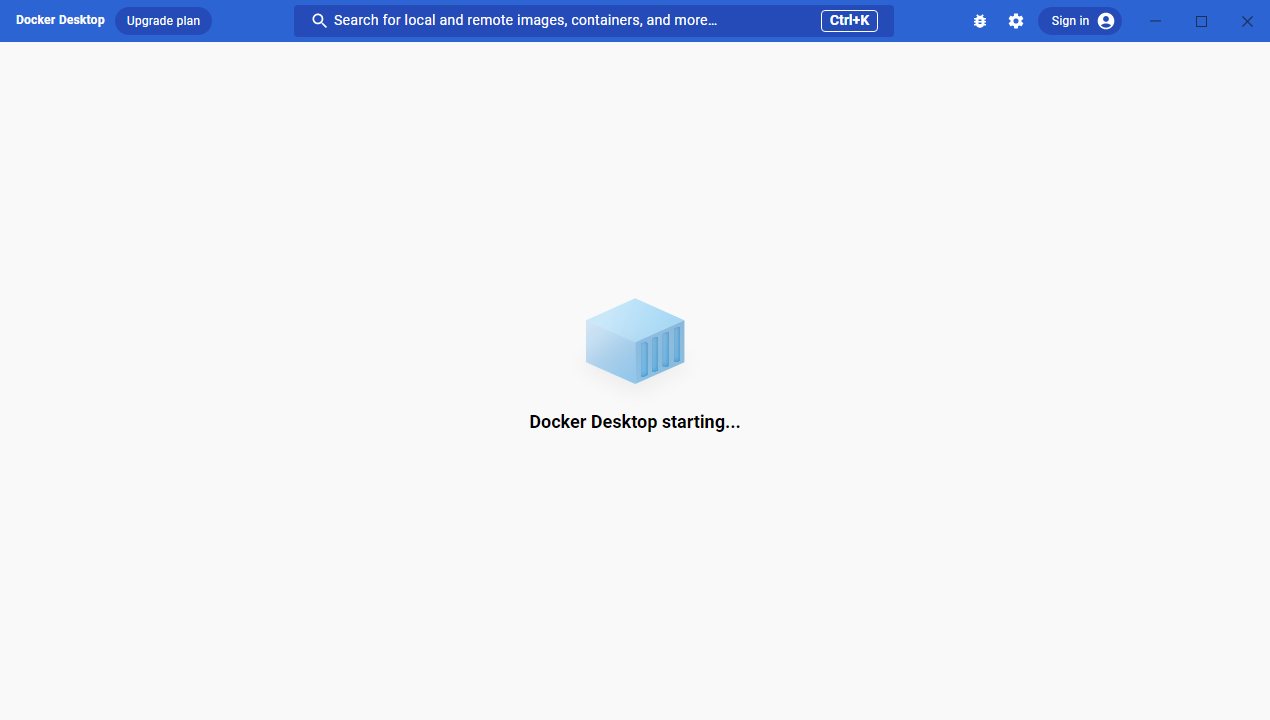 Docker Desktop
Upgrade plan
Search for local and remote images, containers, and more...
Ctrl+K
Sign in
Docker Desktop starting...